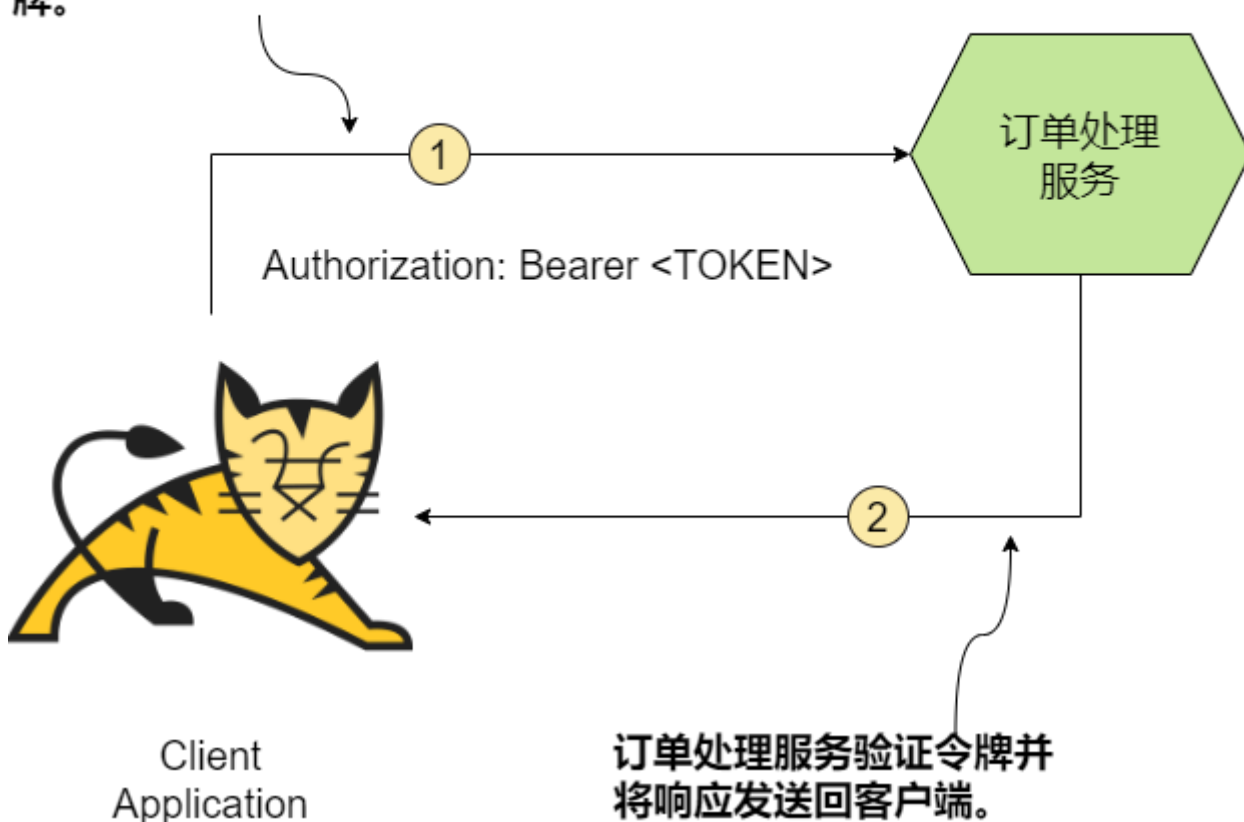 牌。
1
订单处理
服务
Authorization: Bearer <TOKEN>
2
Client
Application
订单处理服务验证令牌并
将响应发送回客户端。